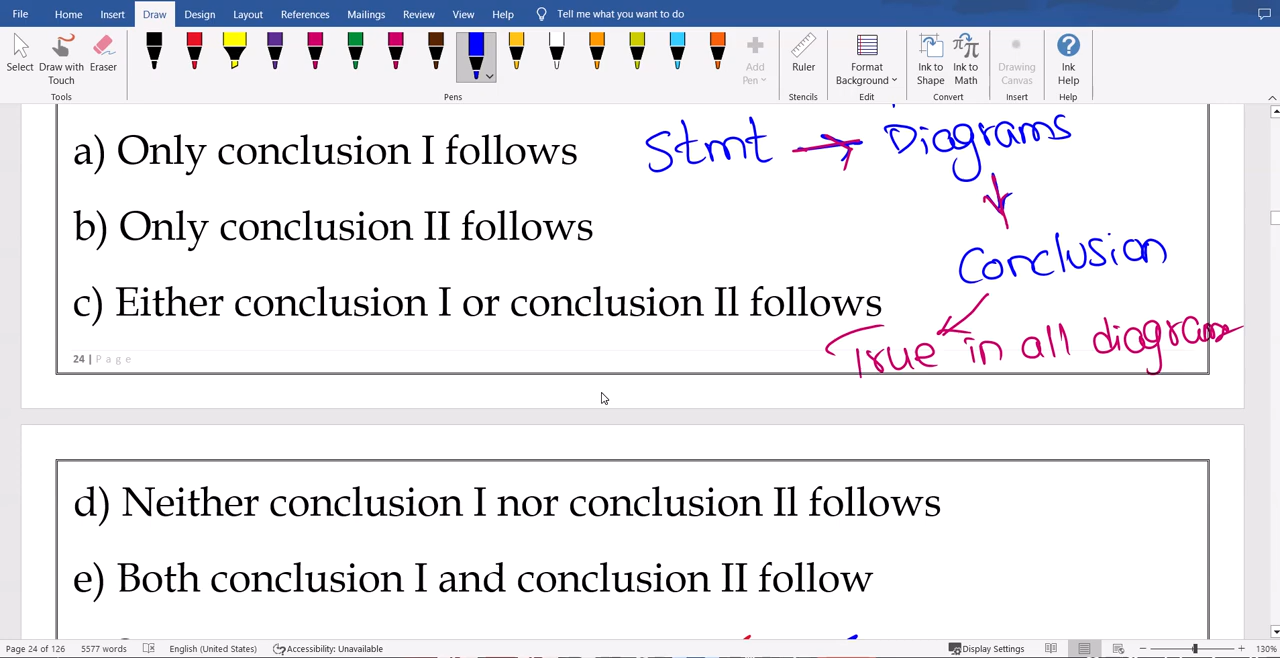 File Home Insert Draw Design Layout References Mailings Review View Help Tell me what you want to do
Select Draw with Touch Eraser Add Pen Ruler Format Background Ink to Shape Ink to Math Drawing Canvas Ink Help
Tools Pens Stencils Edit Convert Insert Help
a) Only conclusion I follows
Stmt → Diagrams
b) Only conclusion II follows
Conclusion
c) Either conclusion I or conclusion Il follows
True in all diagrams
24 | Page
d) Neither conclusion I nor conclusion Il follows
e) Both conclusion I and conclusion II follow
Page 24 of 126 5577 words English (United States) Accessibility: Unavailable Display Settings 130%